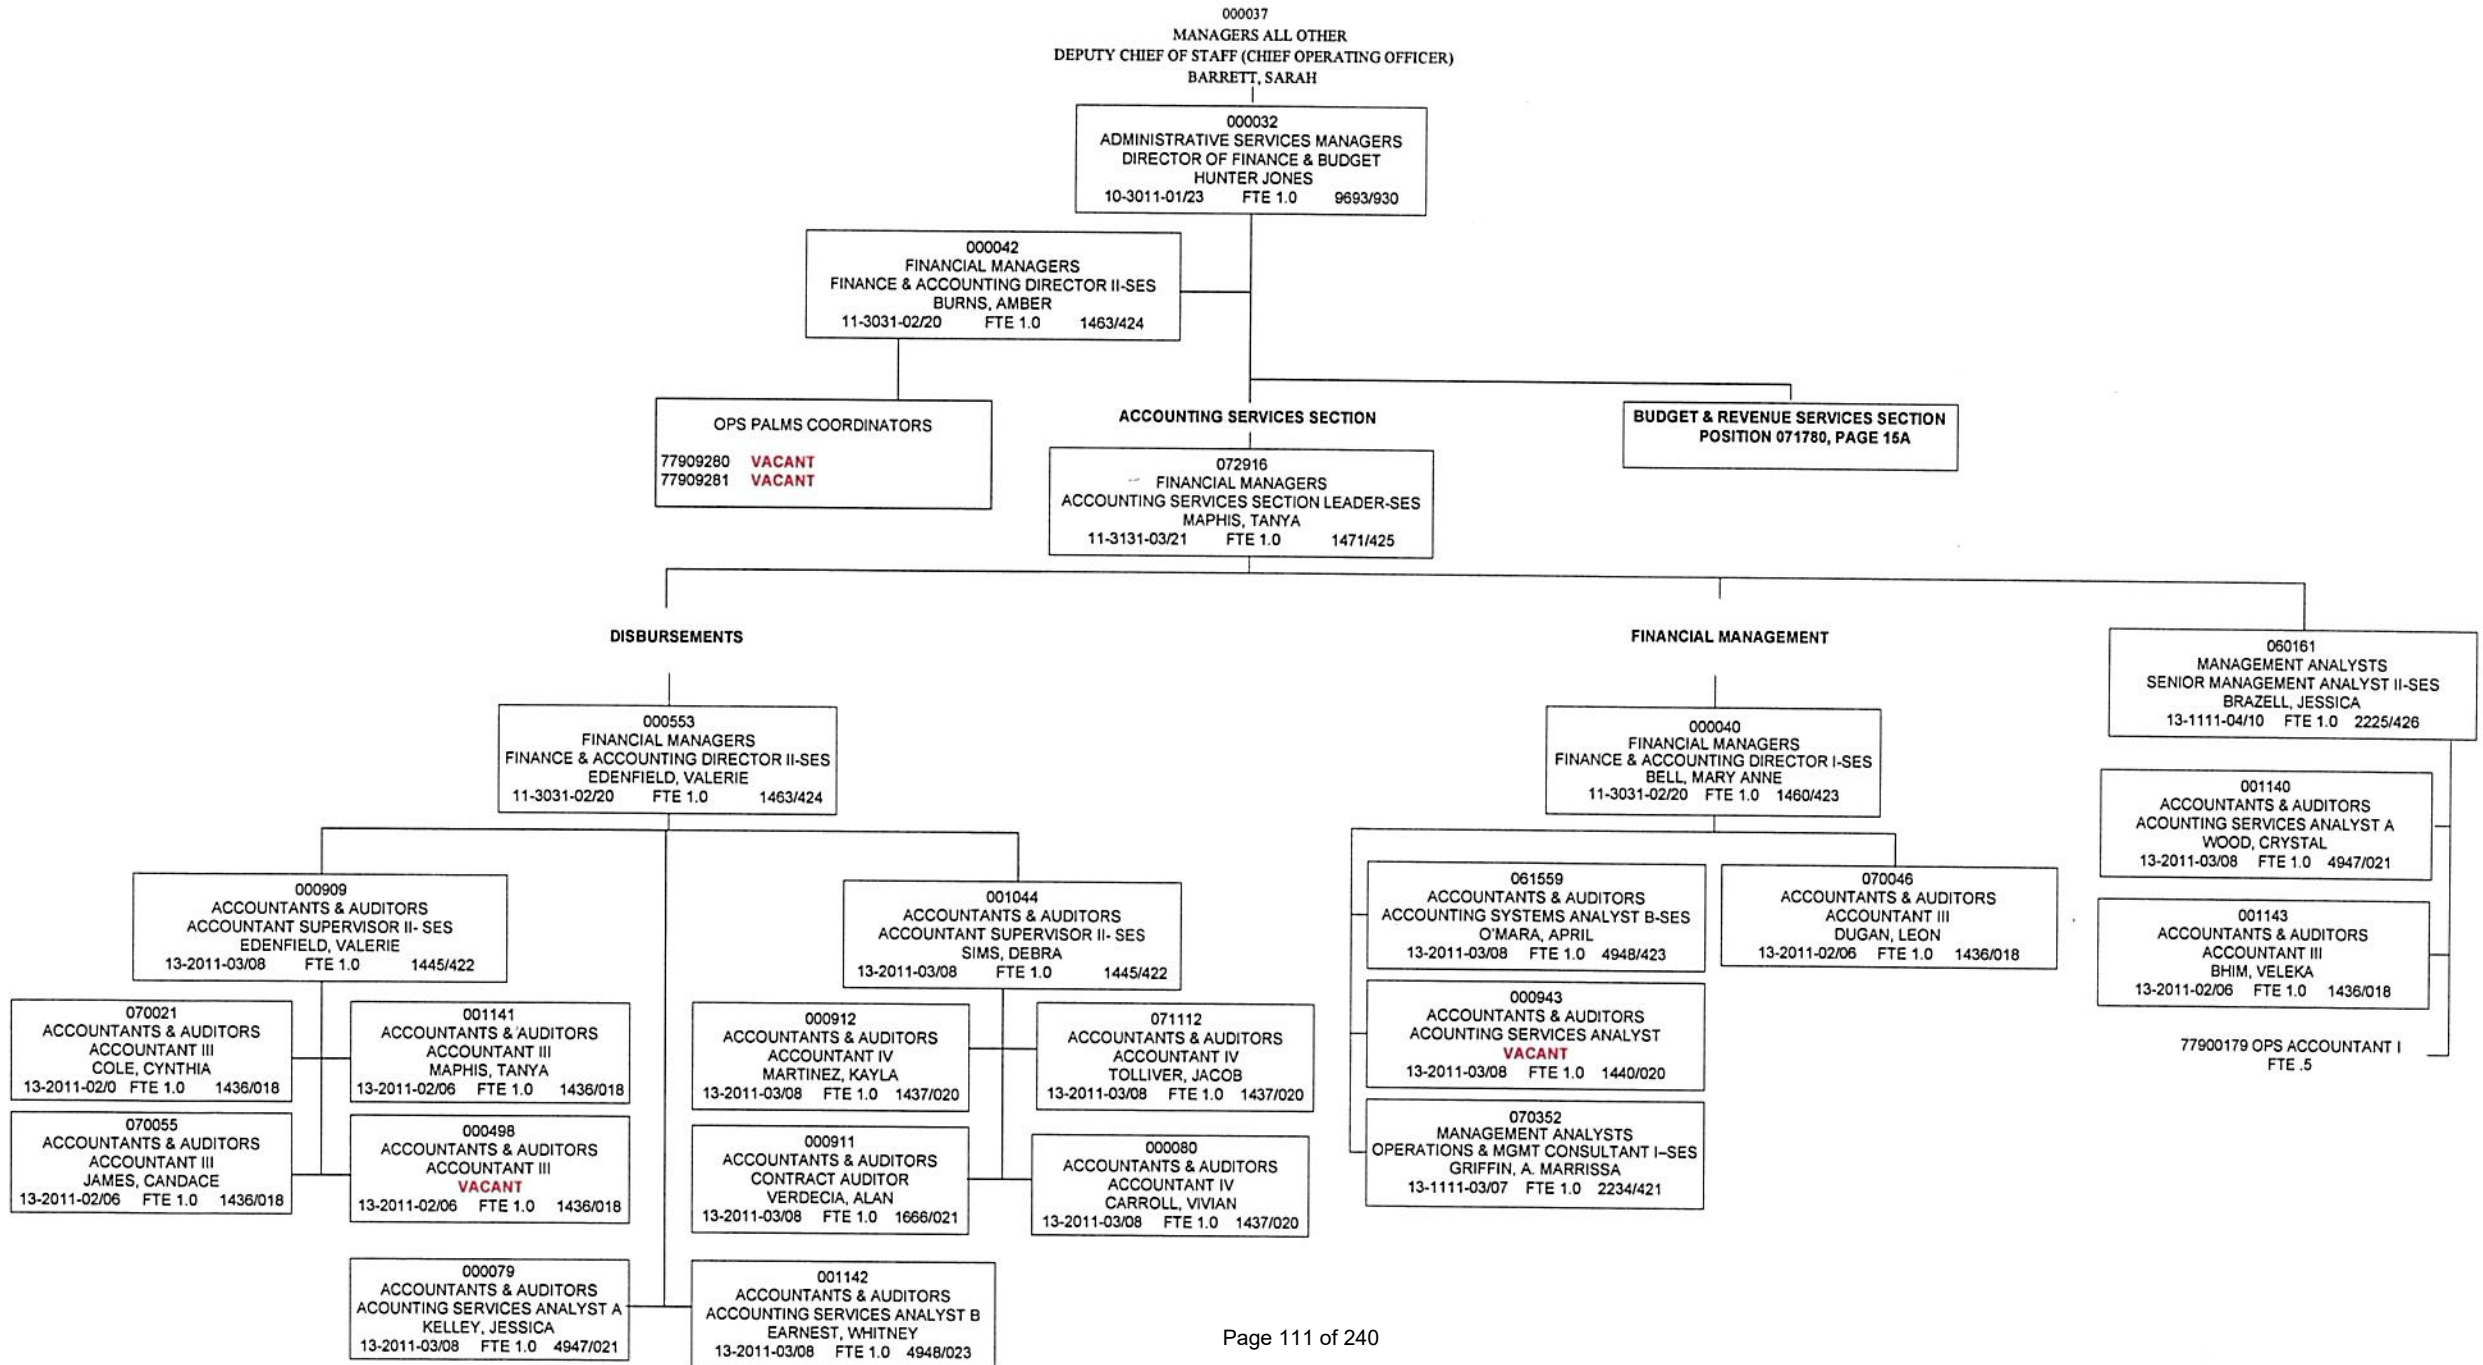 000037
MANAGERS ALL OTHER
DEPUTY CHIEF OF STAFF (CHIEF OPERATING OFFICER)
BARRETT, SARAH
000032
ADMINISTRATIVE SERVICES MANAGERS
DIRECTOR OF FINANCE & BUDGET
HUNTER JONES
10-3011-01/23 FTE 1.0 9693/930
000042
FINANCIAL MANAGERS
FINANCE & ACCOUNTING DIRECTOR II-SES
BURNS, AMBER
11-3031-02/20 FTE 1.0 1463/424
OPS PALMS COORDINATORS
77909280 VACANT
77909281 VACANT
ACCOUNTING SERVICES SECTION
BUDGET & REVENUE SERVICES SECTION
POSITION 071780, PAGE 15A
072916
FINANCIAL MANAGERS
ACCOUNTING SERVICES SECTION LEADER-SES
MAPHIS, TANYA
11-3131-03/21 FTE 1.0 1471/425
DISBURSEMENTS
000553
FINANCIAL MANAGERS
FINANCE & ACCOUNTING DIRECTOR II-SES
EDENFIELD, VALERIE
11-3031-02/20 FTE 1.0 1463/424
000909
ACCOUNTANTS & AUDITORS
ACCOUNTANT SUPERVISOR II- SES
EDENFIELD, VALERIE
13-2011-03/08 FTE 1.0 1445/422
070021
ACCOUNTANTS & AUDITORS
ACCOUNTANT III
COLE, CYNTHIA
13-2011-02/0 FTE 1.0 1436/018
001141
ACCOUNTANTS & AUDITORS
ACCOUNTANT III
MAPHIS, TANYA
13-2011-02/06 FTE 1.0 1436/018
070055
ACCOUNTANTS & AUDITORS
ACCOUNTANT III
JAMES, CANDACE
13-2011-02/06 FTE 1.0 1436/018
000498
ACCOUNTANTS & AUDITORS
ACCOUNTANT III
VACANT
13-2011-02/06 FTE 1.0 1436/018
001044
ACCOUNTANTS & AUDITORS
ACCOUNTANT SUPERVISOR II- SES
SIMS, DEBRA
13-2011-03/08 FTE 1.0 1445/422
000912
ACCOUNTANTS & AUDITORS
ACCOUNTANT IV
MARTINEZ, KAYLA
13-2011-03/08 FTE 1.0 1437/020
071112
ACCOUNTANTS & AUDITORS
ACCOUNTANT IV
TOLLIVER, JACOB
13-2011-03/08 FTE 1.0 1437/020
000911
ACCOUNTANTS & AUDITORS
CONTRACT AUDITOR
VERDECIA, ALAN
13-2011-03/08 FTE 1.0 1666/021
000080
ACCOUNTANTS & AUDITORS
ACCOUNTANT IV
CARROLL, VIVIAN
13-2011-03/08 FTE 1.0 1437/020
000079
ACCOUNTANTS & AUDITORS
ACOUNTING SERVICES ANALYST A
KELLEY, JESSICA
13-2011-03/08 FTE 1.0 4947/021
001142
ACCOUNTANTS & AUDITORS
ACCOUNTING SERVICES ANALYST B
EARNEST, WHITNEY
13-2011-03/08 FTE 1.0 4948/023
FINANCIAL MANAGEMENT
000040
FINANCIAL MANAGERS
FINANCE & ACCOUNTING DIRECTOR I-SES
BELL, MARY ANNE
11-3031-02/20 FTE 1.0 1460/423
061559
ACCOUNTANTS & AUDITORS
ACCOUNTING SYSTEMS ANALYST B-SES
O'MARA, APRIL
13-2011-03/08 FTE 1.0 4948/423
070046
ACCOUNTANTS & AUDITORS
ACCOUNTANT III
DUGAN, LEON
13-2011-02/06 FTE 1.0 1436/018
000943
ACCOUNTANTS & AUDITORS
ACOUNTING SERVICES ANALYST
VACANT
13-2011-03/08 FTE 1.0 1440/020
070352
MANAGEMENT ANALYSTS
OPERATIONS & MGMT CONSULTANT I–SES
GRIFFIN, A. MARRISSA
13-1111-03/07 FTE 1.0 2234/421
060161
MANAGEMENT ANALYSTS
SENIOR MANAGEMENT ANALYST II-SES
BRAZELL, JESSICA
13-1111-04/10 FTE 1.0 2225/426
001140
ACCOUNTANTS & AUDITORS
ACOUNTING SERVICES ANALYST A
WOOD, CRYSTAL
13-2011-03/08 FTE 1.0 4947/021
001143
ACCOUNTANTS & AUDITORS
ACCOUNTANT III
BHIM, VELEKA
13-2011-02/06 FTE 1.0 1436/018
77900179 OPS ACCOUNTANT I
FTE .5
Page 111 of 240